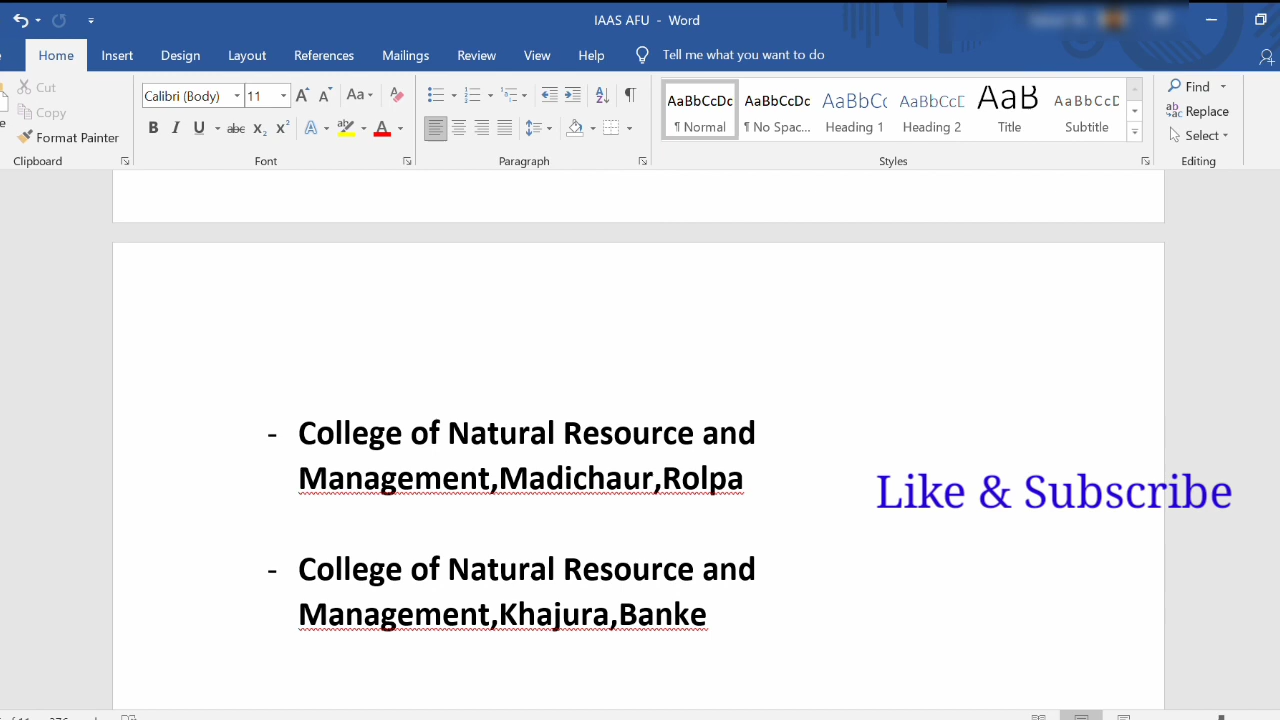 IAAS AFU - Word
Home Insert Design Layout References Mailings Review View Help Tell me what you want to do
Cut
Copy
Format Painter
Clipboard
Calibri (Body) 11
Font
Paragraph
AaBbCcDc AaBbCcDc AaBbCc AaBbCcD AaB AaBbCcD
¶ Normal ¶ No Spac... Heading 1 Heading 2 Title Subtitle
Styles
Find
Replace
Select
Editing
- College of Natural Resource and
Management,Madichaur,Rolpa
Like & Subscribe
- College of Natural Resource and
Management,Khajura,Banke